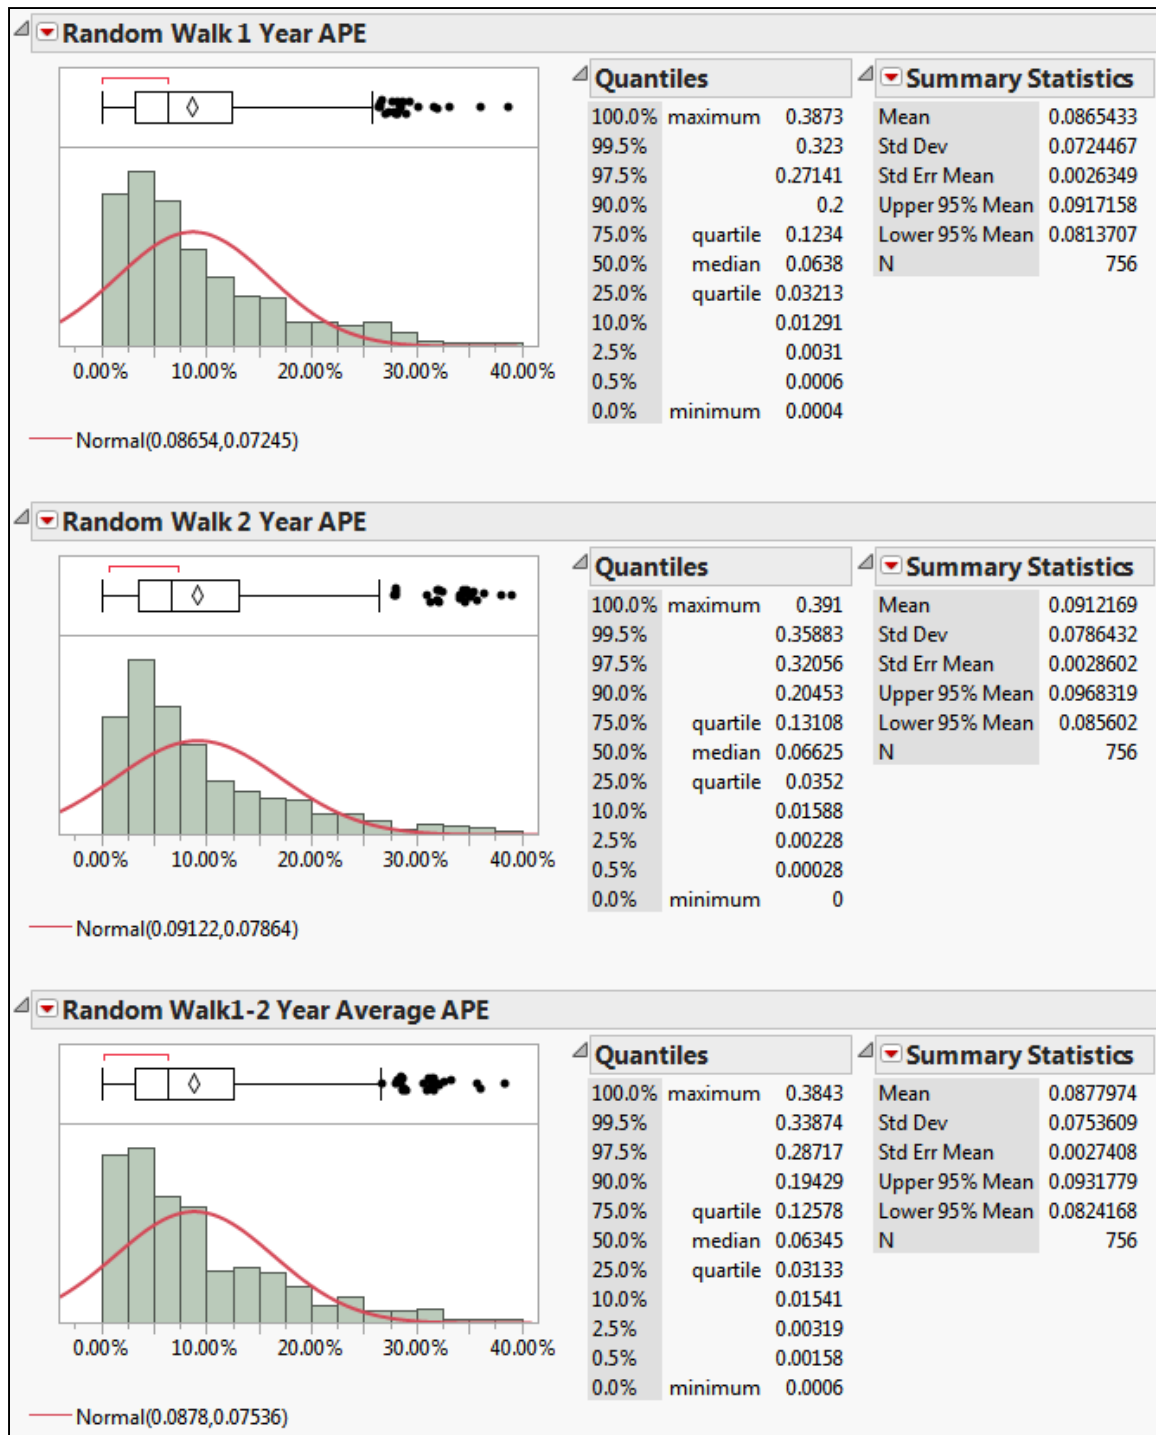 Random Walk 1 Year APE
0.00% 10.00% 20.00% 30.00% 40.00%
Normal(0.08654,0.07245)
Quantiles
100.0% maximum 0.3873
99.5% 0.323
97.5% 0.27141
90.0% 0.2
75.0% quartile 0.1234
50.0% median 0.0638
25.0% quartile 0.03213
10.0% 0.01291
2.5% 0.0031
0.5% 0.0006
0.0% minimum 0.0004
Summary Statistics
Mean 0.0865433
Std Dev 0.0724467
Std Err Mean 0.0026349
Upper 95% Mean 0.0917158
Lower 95% Mean 0.0813707
N 756
Random Walk 2 Year APE
0.00% 10.00% 20.00% 30.00% 40.00%
Normal(0.09122,0.07864)
Quantiles
100.0% maximum 0.391
99.5% 0.35883
97.5% 0.32056
90.0% 0.20453
75.0% quartile 0.13108
50.0% median 0.06625
25.0% quartile 0.0352
10.0% 0.01588
2.5% 0.00228
0.5% 0.00028
0.0% minimum 0
Summary Statistics
Mean 0.0912169
Std Dev 0.0786432
Std Err Mean 0.0028602
Upper 95% Mean 0.0968319
Lower 95% Mean 0.085602
N 756
Random Walk1-2 Year Average APE
0.00% 10.00% 20.00% 30.00% 40.00%
Normal(0.0878,0.07536)
Quantiles
100.0% maximum 0.3843
99.5% 0.33874
97.5% 0.28717
90.0% 0.19429
75.0% quartile 0.12578
50.0% median 0.06345
25.0% quartile 0.03133
10.0% 0.01541
2.5% 0.00319
0.5% 0.00158
0.0% minimum 0.0006
Summary Statistics
Mean 0.0877974
Std Dev 0.0753609
Std Err Mean 0.0027408
Upper 95% Mean 0.0931779
Lower 95% Mean 0.0824168
N 756